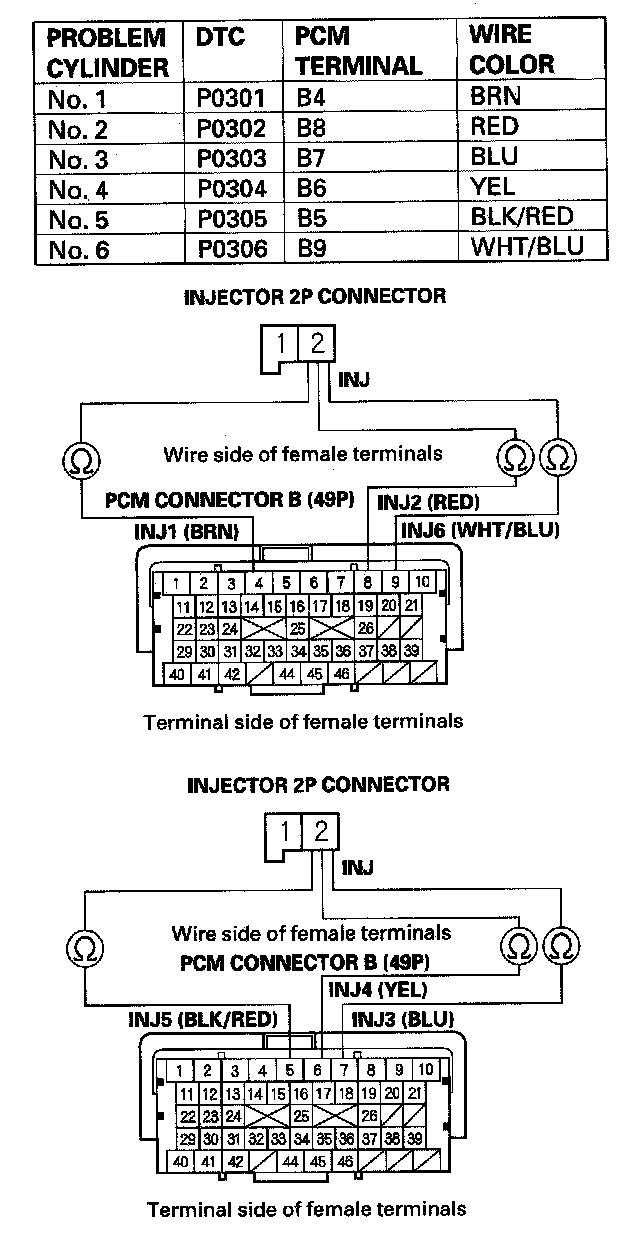 PROBLEM CYLINDER DTC PCM TERMINAL WIRE COLOR
No. 1 P0301 B4 BRN
No. 2 P0302 B8 RED
No. 3 P0303 B7 BLU
No. 4 P0304 B6 YEL
No. 5 P0305 B5 BLK/RED
No. 6 P0306 B9 WHT/BLU
INJECTOR 2P CONNECTOR
1 2
INJ
Ω Wire side of female terminals Ω Ω
PCM CONNECTOR B (49P) INJ2 (RED)
INJ1 (BRN) INJ6 (WHT/BLU)
1 2 3 4 5 6 7 8 9 10
11 12 13 14 15 16 17 18 19 20 21
22 23 24 25 26
29 30 31 32 33 34 35 36 37 38 39
40 41 42 44 45 46
Terminal side of female terminals
INJECTOR 2P CONNECTOR
1 2
INJ
Ω Wire side of female terminals Ω Ω
PCM CONNECTOR B (49P)
INJ4 (YEL)
INJ5 (BLK/RED) INJ3 (BLU)
1 2 3 4 5 6 7 8 9 10
11 12 13 14 15 16 17 18 19 20 21
22 23 24 25 26
29 30 31 32 33 34 35 36 37 38 39
40 41 42 44 45 46
Terminal side of female terminals